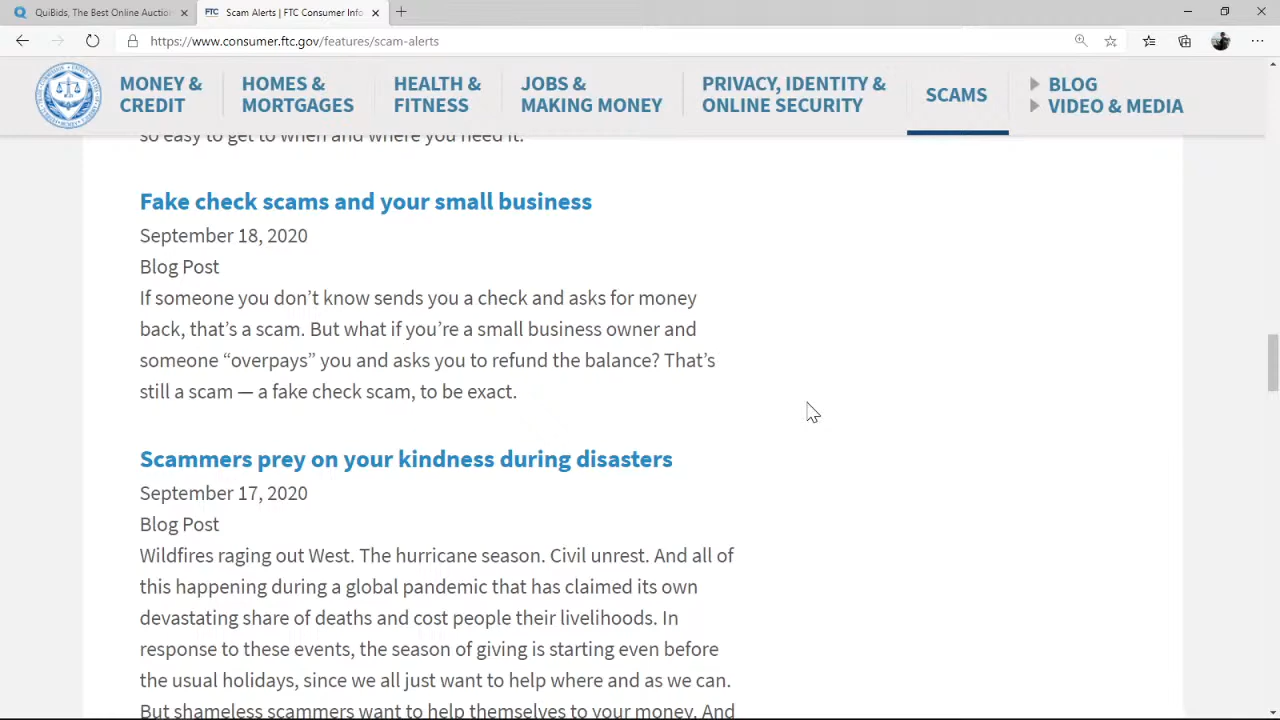 QuiBids, The Best Online Auction
FTC Scam Alerts | FTC Consumer Info
https://www.consumer.ftc.gov/features/scam-alerts
MONEY &
CREDIT
HOMES &
MORTGAGES
HEALTH &
FITNESS
JOBS &
MAKING MONEY
PRIVACY, IDENTITY &
ONLINE SECURITY
SCAMS
BLOG
VIDEO & MEDIA
so easy to get to when and where you need it.
Fake check scams and your small business
September 18, 2020
Blog Post
If someone you don’t know sends you a check and asks for money
back, that’s a scam. But what if you’re a small business owner and
someone “overpays” you and asks you to refund the balance? That’s
still a scam — a fake check scam, to be exact.
Scammers prey on your kindness during disasters
September 17, 2020
Blog Post
Wildfires raging out West. The hurricane season. Civil unrest. And all of
this happening during a global pandemic that has claimed its own
devastating share of deaths and cost people their livelihoods. In
response to these events, the season of giving is starting even before
the usual holidays, since we all just want to help where and as we can.
But shameless scammers want to help themselves to your money. And